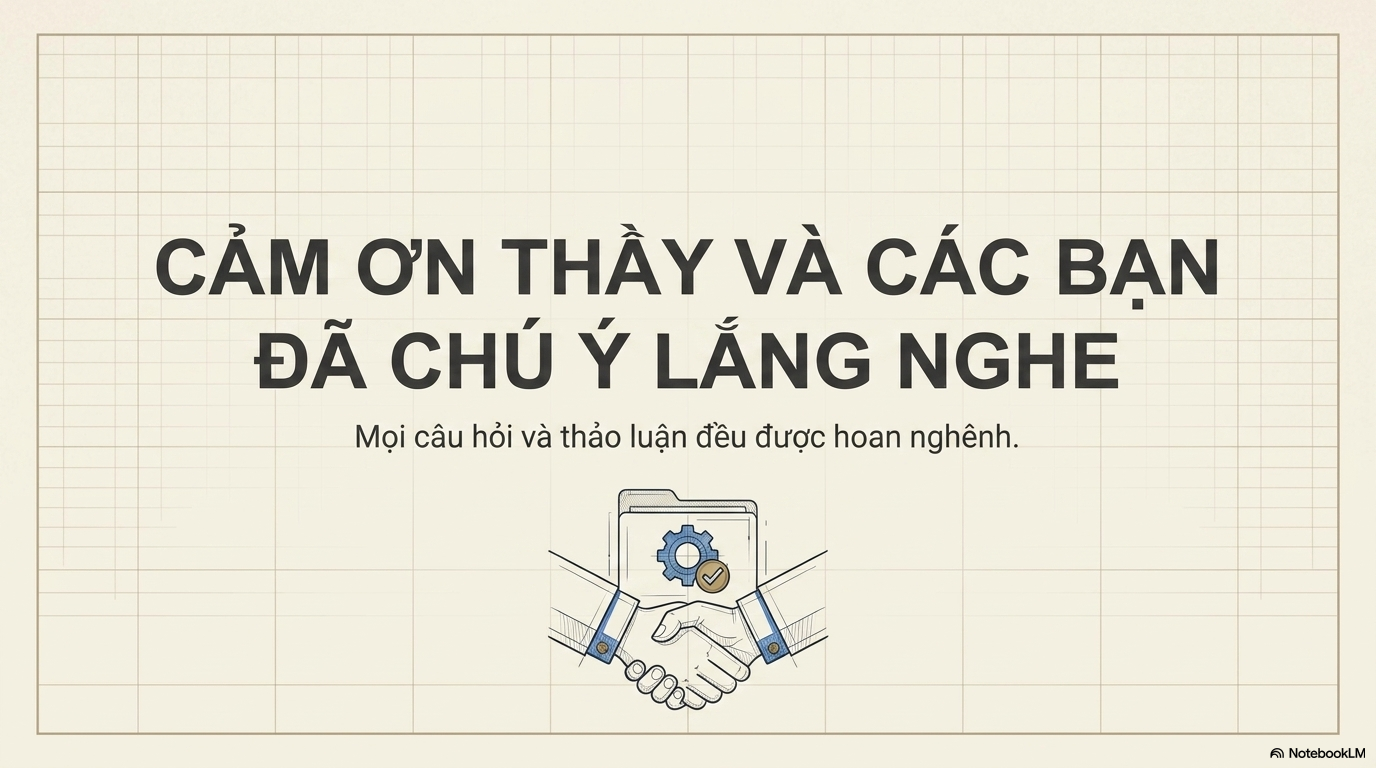 CẢM ƠN THẦY VÀ CÁC BẠN
ĐÃ CHÚ Ý LẮNG NGHE
Mọi câu hỏi và thảo luận đều được hoan nghênh.
NotebookLM